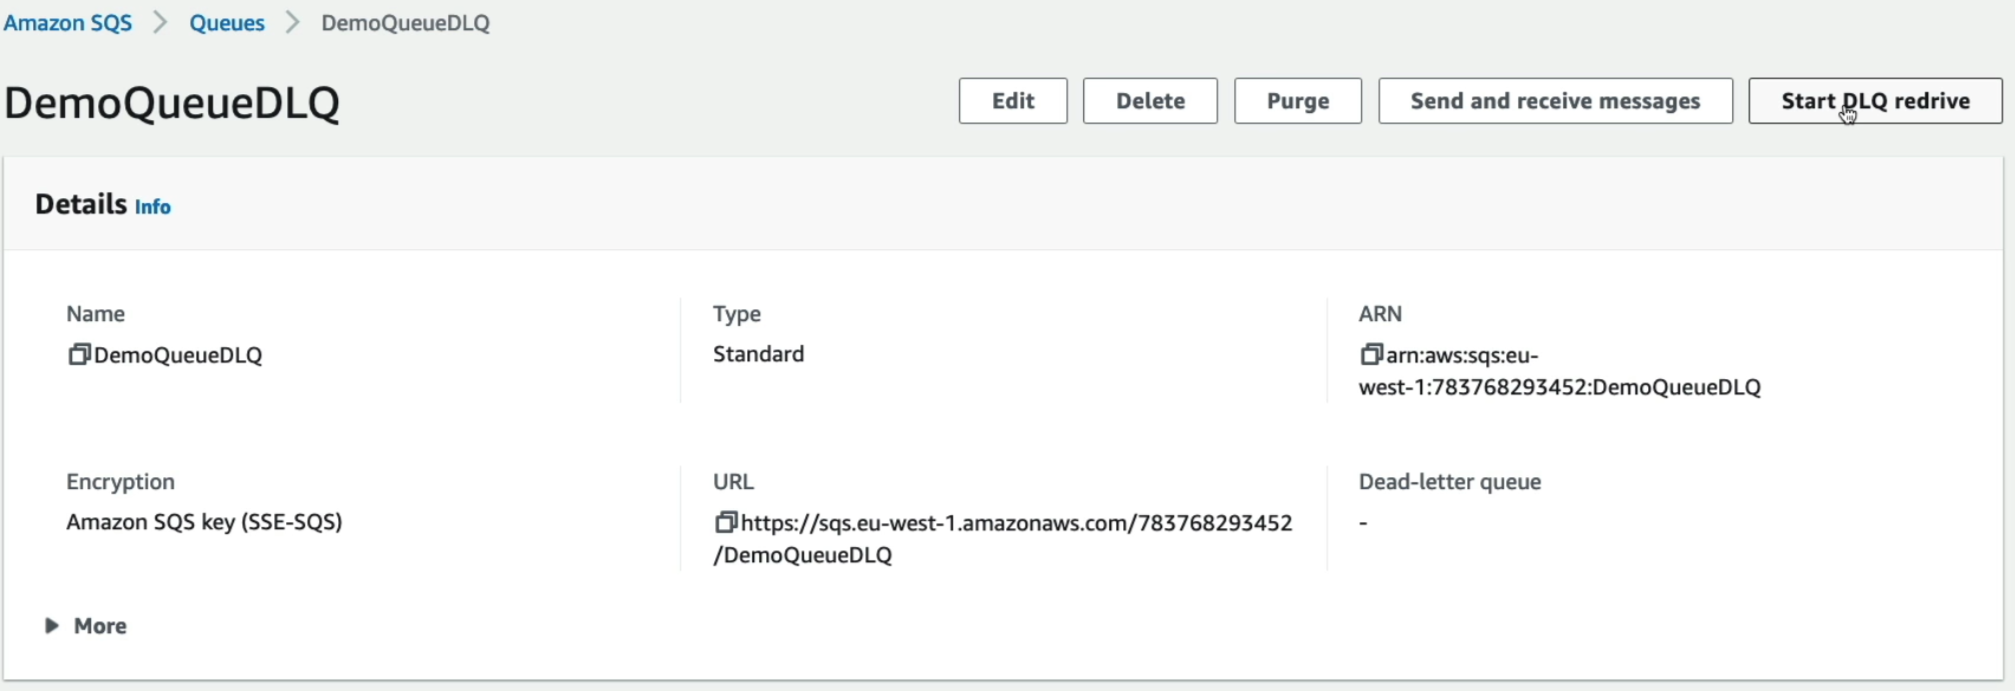 Amazon SQS > Queues > DemoQueueDLQ
DemoQueueDLQ
Edit Delete Purge Send and receive messages Start DLQ redrive
Details Info
Name
DemoQueueDLQ
Type
Standard
ARN
arn:aws:sqs:eu-
west-1:783768293452:DemoQueueDLQ
Encryption
Amazon SQS key (SSE-SQS)
URL
https://sqs.eu-west-1.amazonaws.com/783768293452
/DemoQueueDLQ
Dead-letter queue
-
More